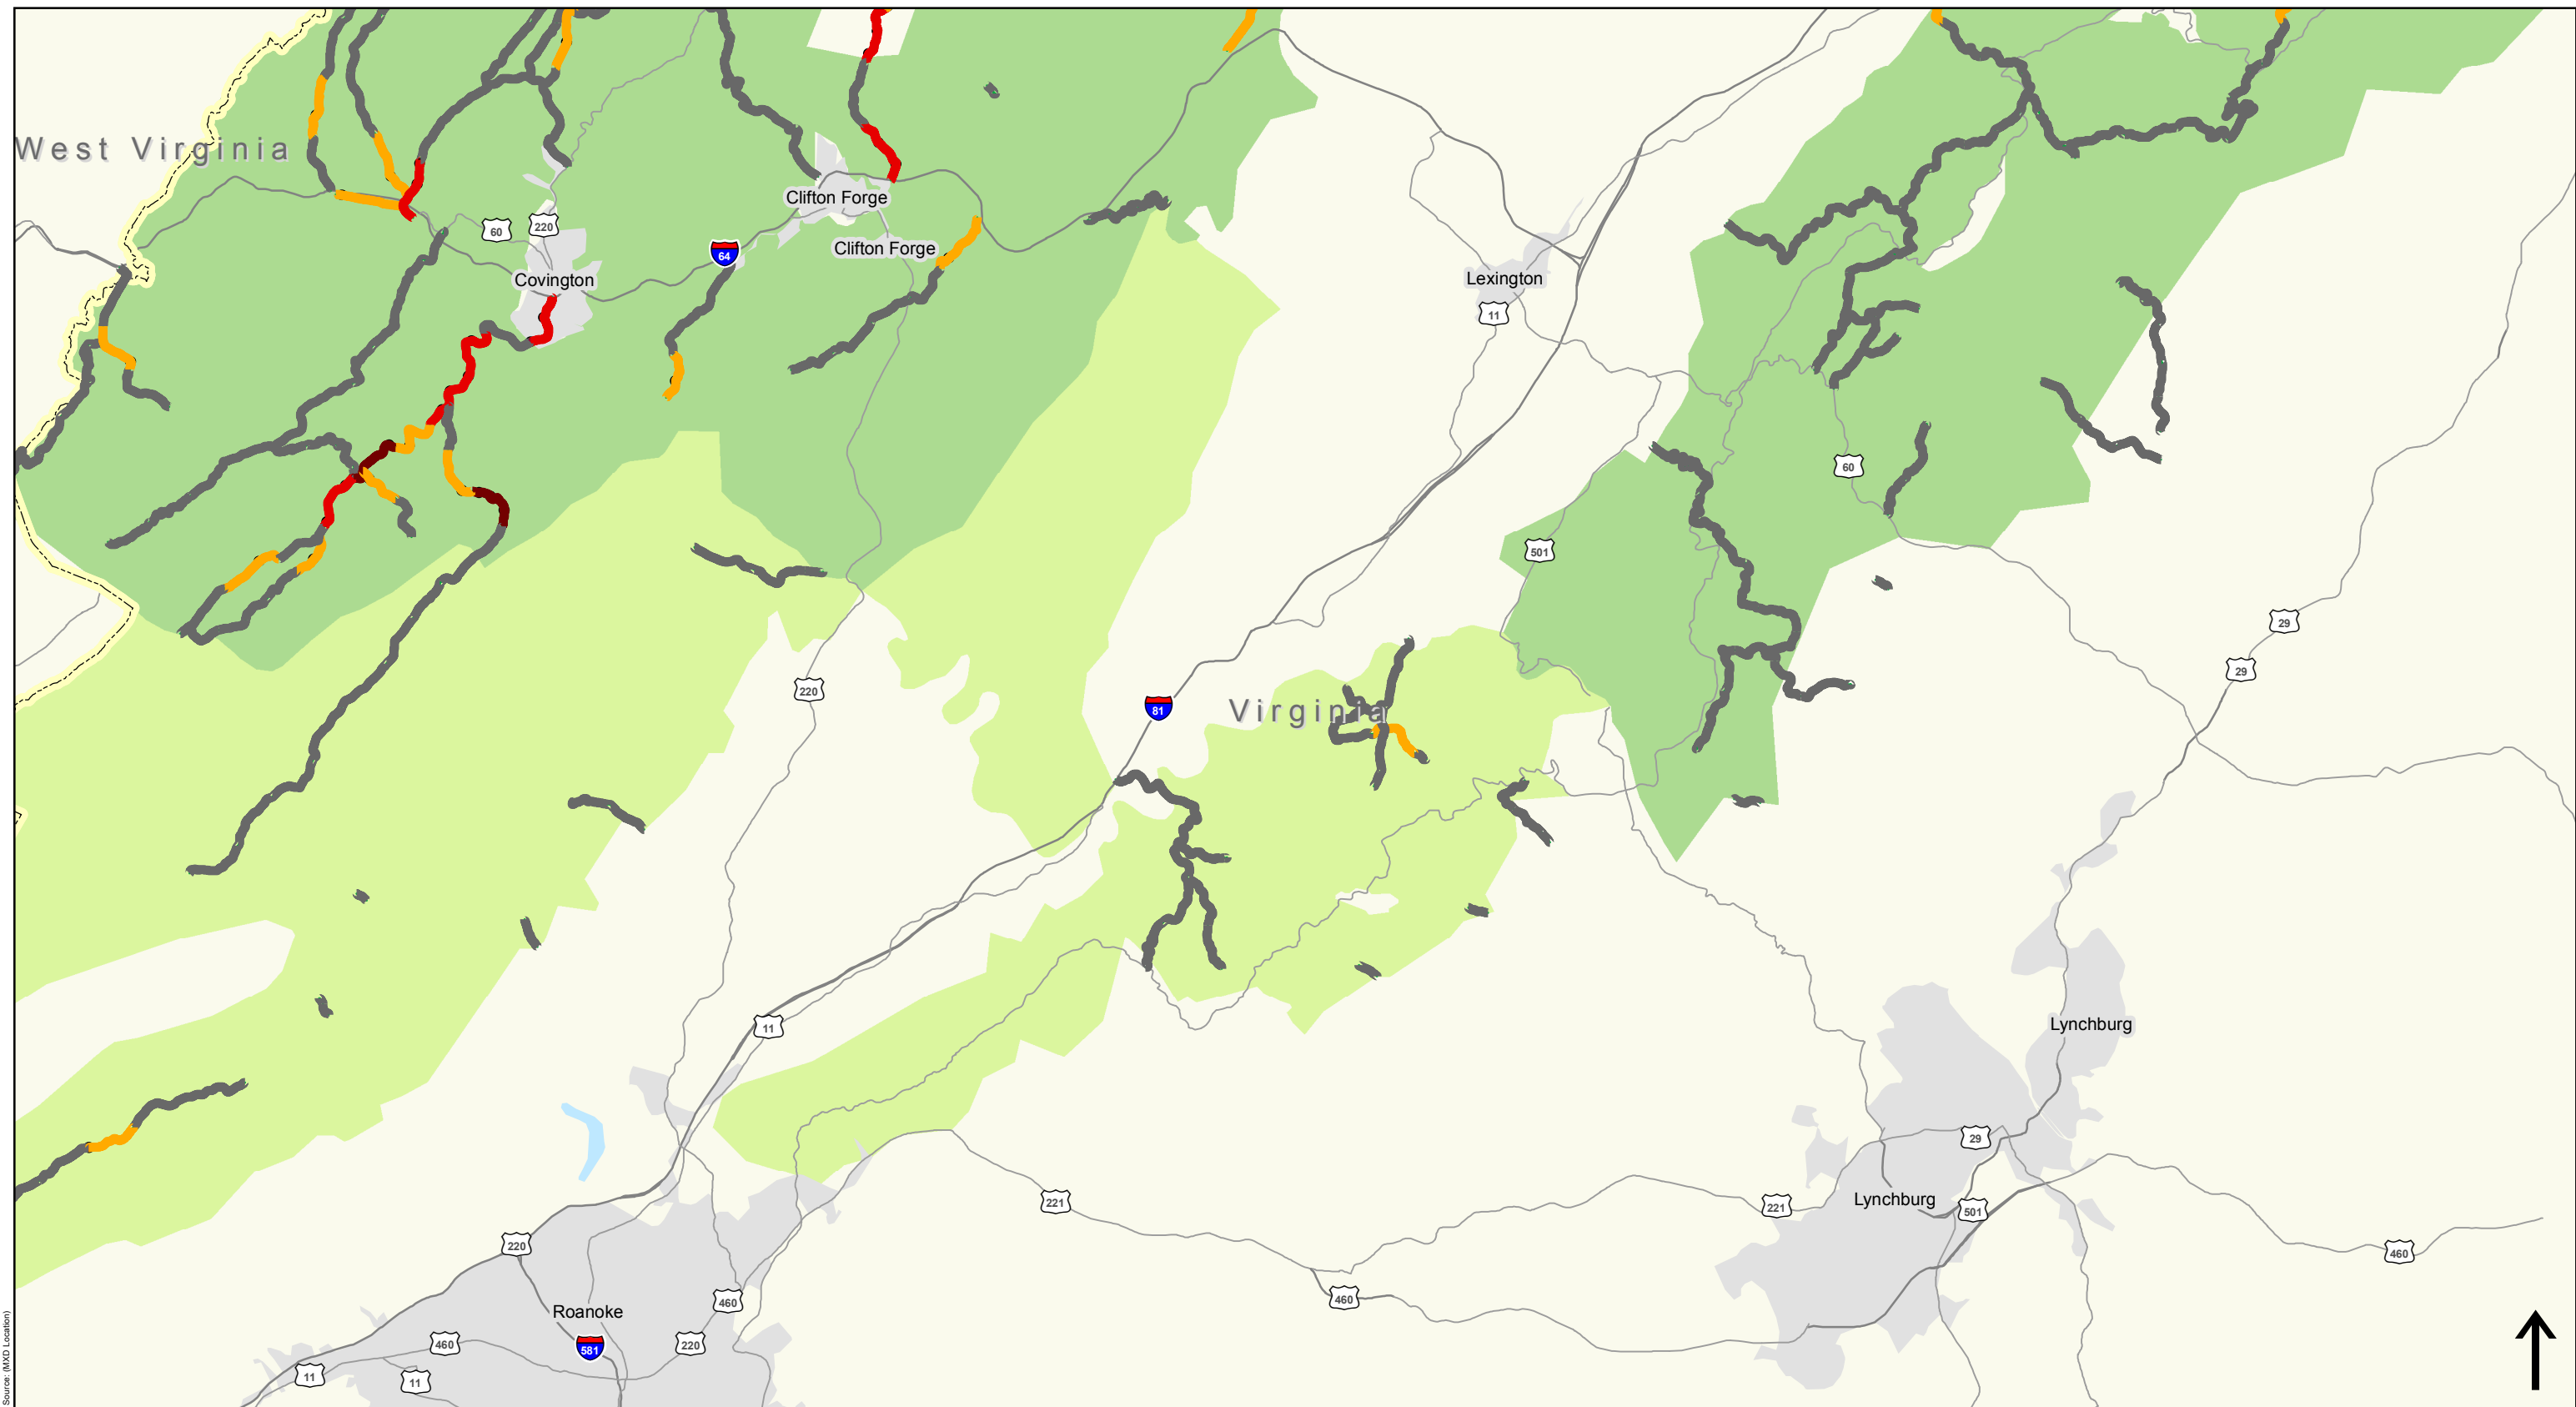 West Virginia
Clifton Forge
60
220
Clifton Forge
64
Covington
Lexington
11
60
501
29
29
220
81
Virginia
11
Lynchburg
29
Lynchburg
221
221
501
220
460
460
460
Roanoke
460
220
581
11
11
Source: (MXD Location)